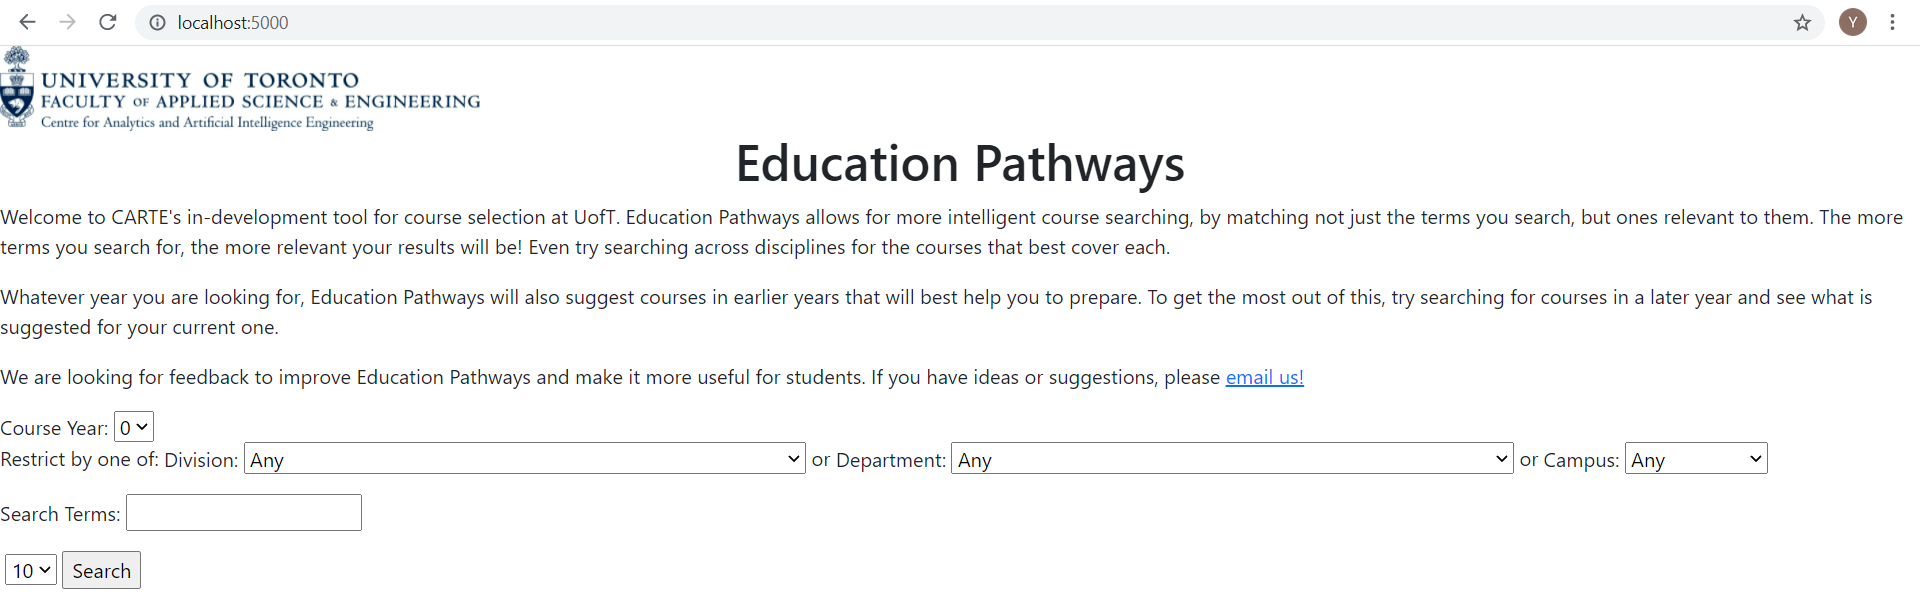 localhost:5000
Y
UNIVERSITY OF TORONTO
FACULTY OF APPLIED SCIENCE & ENGINEERING
Centre for Analytics and Artificial Intelligence Engineering
Education Pathways
Welcome to CARTE's in-development tool for course selection at UofT. Education Pathways allows for more intelligent course searching, by matching not just the terms you search, but ones relevant to them. The more
terms you search for, the more relevant your results will be! Even try searching across disciplines for the courses that best cover each.
Whatever year you are looking for, Education Pathways will also suggest courses in earlier years that will best help you to prepare. To get the most out of this, try searching for courses in a later year and see what is
suggested for your current one.
We are looking for feedback to improve Education Pathways and make it more useful for students. If you have ideas or suggestions, please email us!
Course Year: 0
Restrict by one of: Division: Any or Department: Any or Campus: Any
Search Terms:
10 Search